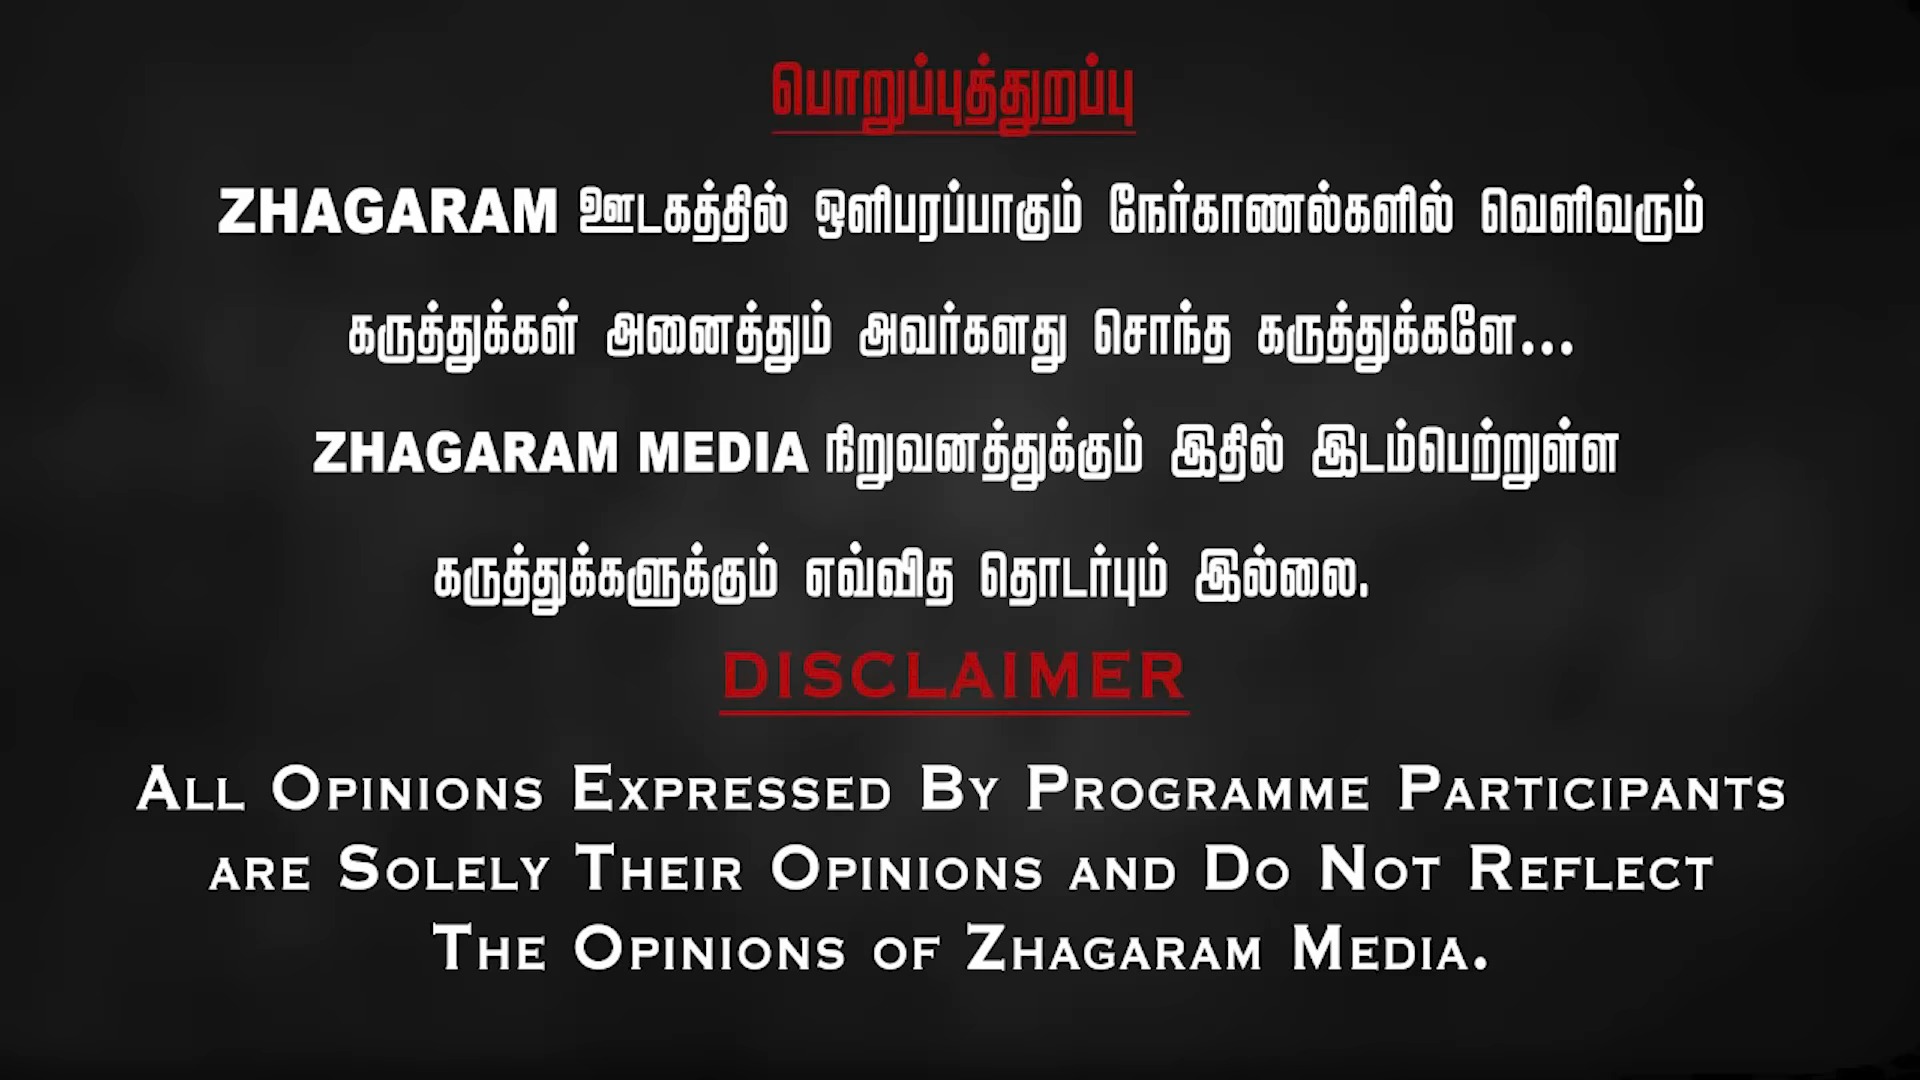 பொறுப்புத்துறப்பு
ZHAGARAM ஊடகத்தில் ஒளிபரப்பாகும் நேர்காணல்களில் வெளிவரும்
கருத்துக்கள் அனைத்தும் அவர்களது சொந்த கருத்துக்களே...
ZHAGARAM MEDIA நிறுவனத்துக்கும் இதில் இடம்பெற்றுள்ள
கருத்துக்களுக்கும் எவ்வித தொடர்பும் இல்லை.
DISCLAIMER
All Opinions Expressed By Programme Participants
are Solely Their Opinions and Do Not Reflect
The Opinions of Zhagaram Media.